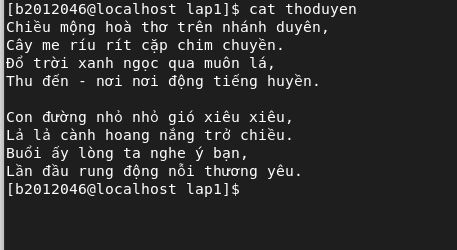 [b2012046@localhost lap1]$ cat thoduyen
Chiều mộng hoà thơ trên nhánh duyên,
Cây me ríu rít cặp chim chuyền.
Đổ trời xanh ngọc qua muôn lá,
Thu đến - nơi nơi động tiếng huyền.

Con đường nhỏ nhỏ gió xiêu xiêu,
Lả lả cành hoang nắng trở chiều.
Buổi ấy lòng ta nghe ý bạn,
Lần đầu rung động nỗi thương yêu.
[b2012046@localhost lap1]$